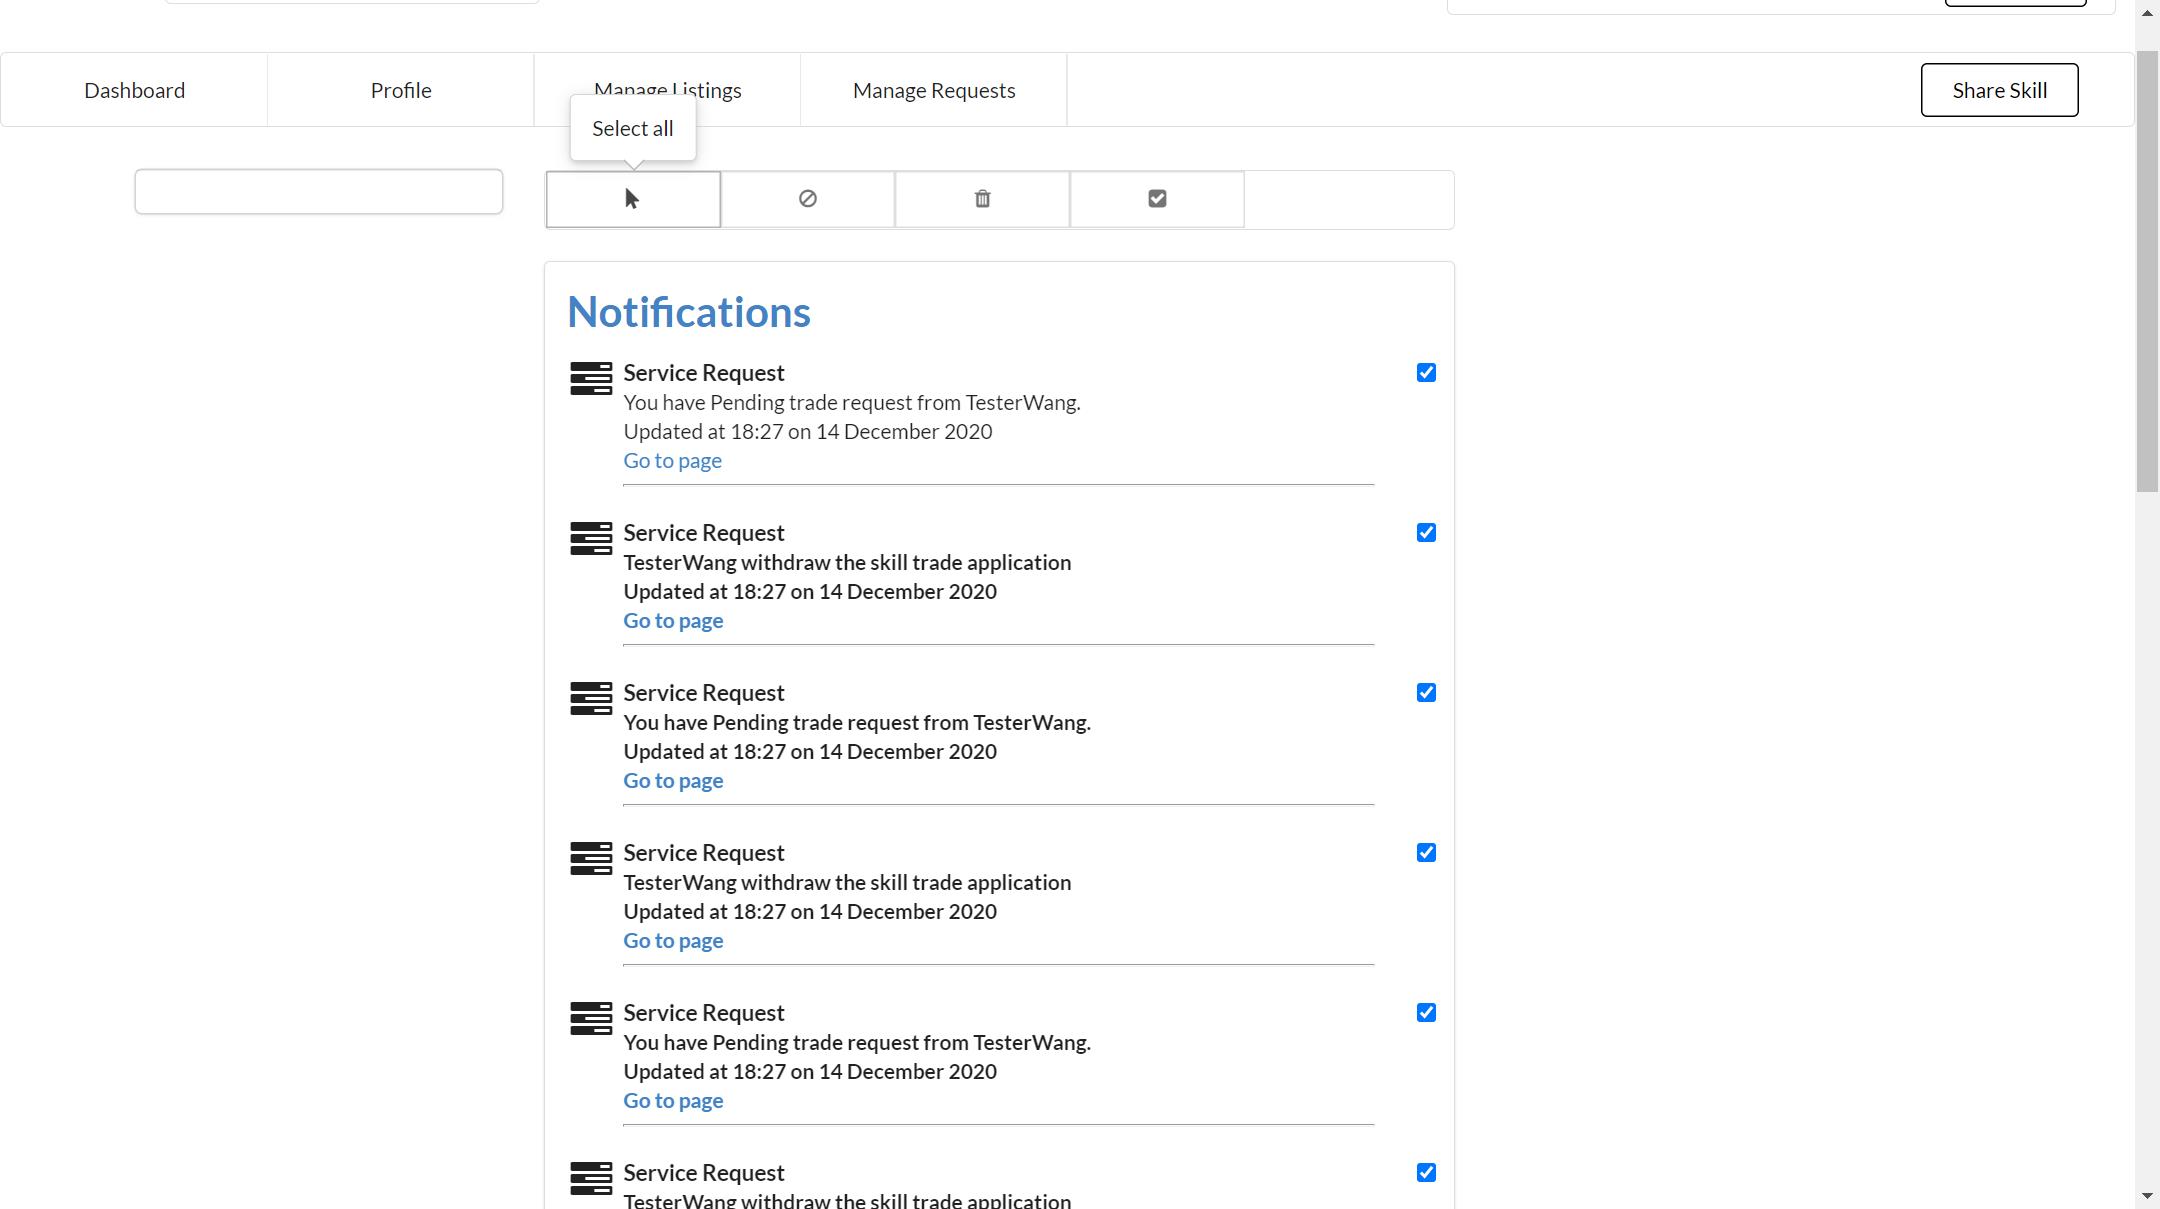 Dashboard
Profile
Manage Listings
Manage Requests
Share Skill
Select all
Notifications
Service Request
You have Pending trade request from TesterWang.
Updated at 18:27 on 14 December 2020
Go to page
Service Request
TesterWang withdraw the skill trade application
Updated at 18:27 on 14 December 2020
Go to page
Service Request
You have Pending trade request from TesterWang.
Updated at 18:27 on 14 December 2020
Go to page
Service Request
TesterWang withdraw the skill trade application
Updated at 18:27 on 14 December 2020
Go to page
Service Request
You have Pending trade request from TesterWang.
Updated at 18:27 on 14 December 2020
Go to page
Service Request
TesterWang withdraw the skill trade application